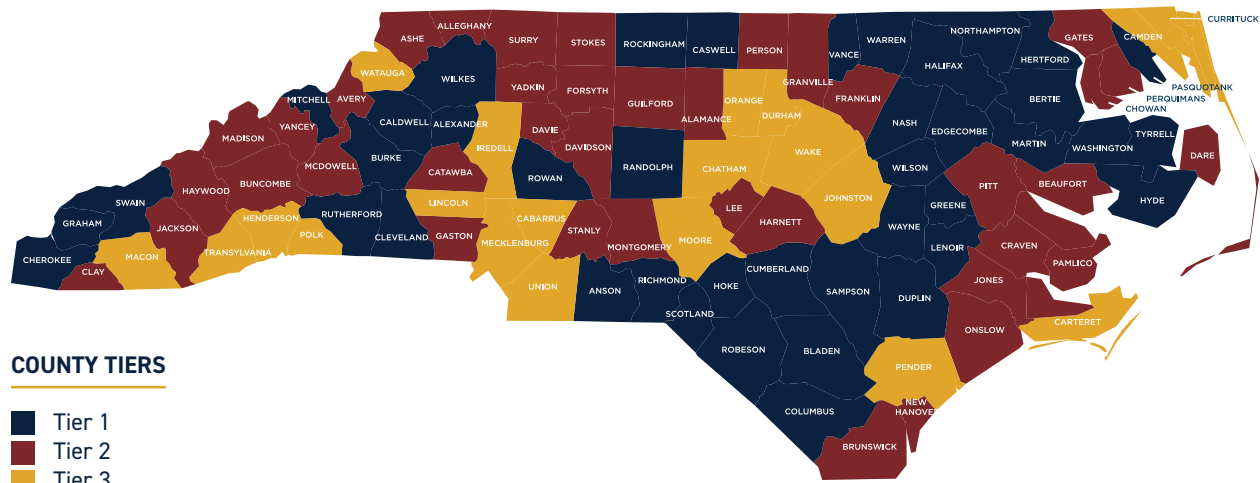 ALLEGHANY
ASHE
SURRY
STOKES
ROCKINGHAM
CASWELL
PERSON
VANCE
WARREN
NORTHAMPTON
GATES
CAMDEN
CURRITUCK
WATAUGA
WILKES
YADKIN
FORSYTH
GUILFORD
ALAMANCE
ORANGE
DURHAM
GRANVILLE
FRANKLIN
HALIFAX
HERTFORD
BERTIE
PASQUOTANK
PERQUIMANS
CHOWAN
MITCHELL
AVERY
YANCEY
MADISON
CALDWELL
ALEXANDER
IREDELL
DAVIE
DAVIDSON
RANDOLPH
CHATHAM
WAKE
NASH
EDGECOMBE
MARTIN
WASHINGTON
TYRRELL
DARE
HAYWOOD
BUNCOMBE
MCDOWELL
BURKE
CATAWBA
ROWAN
WILSON
PITT
BEAUFORT
HYDE
SWAIN
GRAHAM
JACKSON
HENDERSON
RUTHERFORD
LINCOLN
CABARRUS
LEE
HARNETT
JOHNSTON
GREENE
WAYNE
CHEROKEE
CLAY
MACON
TRANSYLVANIA
POLK
CLEVELAND
GASTON
MECKLENBURG
STANLY
MONTGOMERY
MOORE
LENOIR
CRAVEN
PAMLICO
JONES
UNION
ANSON
RICHMOND
SCOTLAND
HOKE
CUMBERLAND
SAMPSON
DUPLIN
ONSLOW
CARTERET
ROBESON
BLADEN
PENDER
COLUMBUS
NEW
HANOVER
BRUNSWICK
COUNTY TIERS
Tier 1
Tier 2
Tier 3